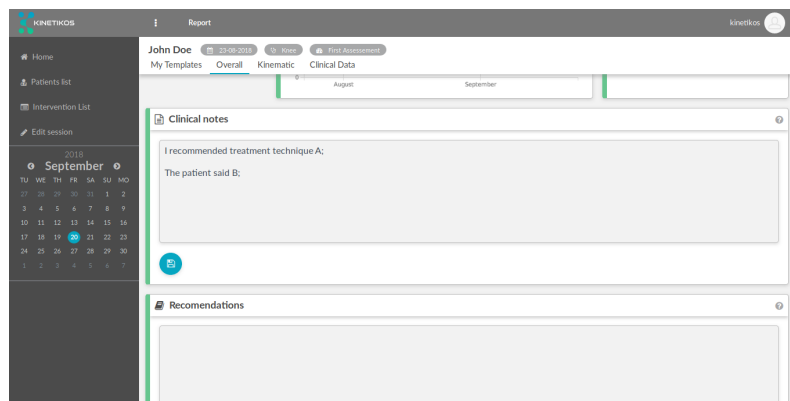 KINETIKOS
Report
kinetikos
Home
Patients list
Intervention List
Edit session
2018
September
TU WE TH FR SA SU MO
27 28 29 30 31 1 2
3 4 5 6 7 8 9
10 11 12 13 14 15 16
17 18 19 20 21 22 23
24 25 26 27 28 29 30
1 2 3 4 5 6 7
John Doe 23-08-2018 Knee First Assessement
My Templates Overall Kinematic Clinical Data
0
August September
Clinical notes
I recommended treatment technique A;
The patient said B;
Recomendations